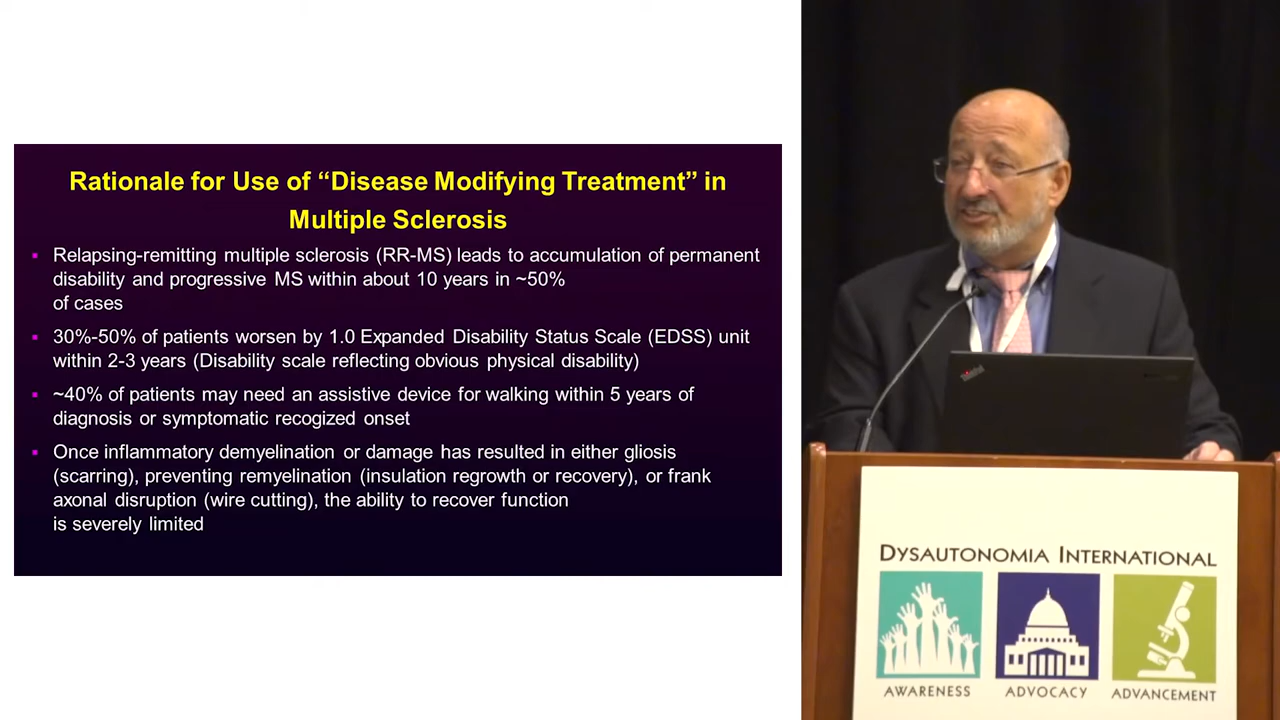 Rationale for Use of “Disease Modifying Treatment” in
Multiple Sclerosis
▪ Relapsing-remitting multiple sclerosis (RR-MS) leads to accumulation of permanent
disability and progressive MS within about 10 years in ~50%
of cases
▪ 30%-50% of patients worsen by 1.0 Expanded Disability Status Scale (EDSS) unit
within 2-3 years (Disability scale reflecting obvious physical disability)
▪ ~40% of patients may need an assistive device for walking within 5 years of
diagnosis or symptomatic recogized onset
▪ Once inflammatory demyelination or damage has resulted in either gliosis
(scarring), preventing remyelination (insulation regrowth or recovery), or frank
axonal disruption (wire cutting), the ability to recover function
is severely limited
ThinkPad
DYSAUTONOMIA INTERNATIONAL
AWARENESS ADVOCACY ADVANCEMENT